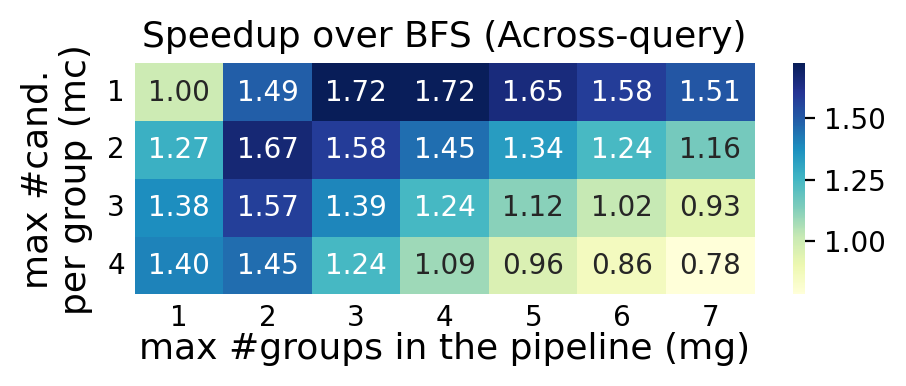 Speedup over BFS (Across-query)
max #cand.
per group (mc)
1 1.00 1.49 1.72 1.72 1.65 1.58 1.51
2 1.27 1.67 1.58 1.45 1.34 1.24 1.16
3 1.38 1.57 1.39 1.24 1.12 1.02 0.93
4 1.40 1.45 1.24 1.09 0.96 0.86 0.78
1 2 3 4 5 6 7
max #groups in the pipeline (mg)
1.50
1.25
1.00